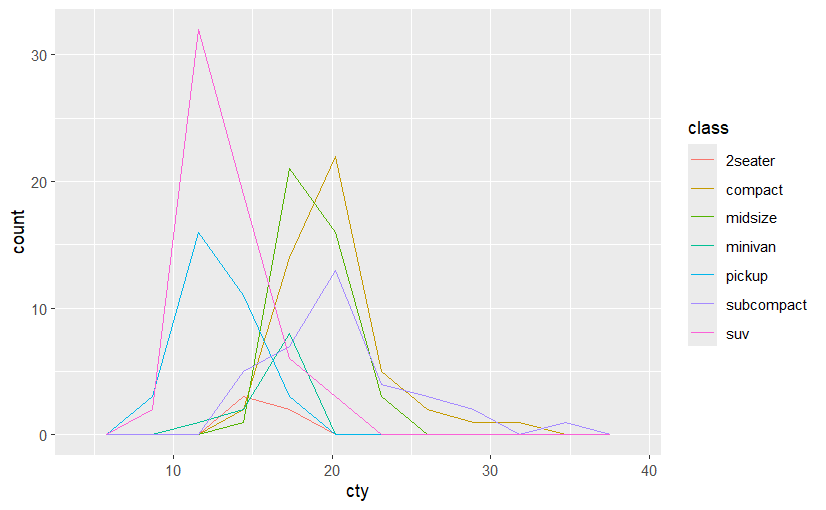 30
20
10
0
count
10 20 30 40
cty
class
2seater
compact
midsize
minivan
pickup
subcompact
suv